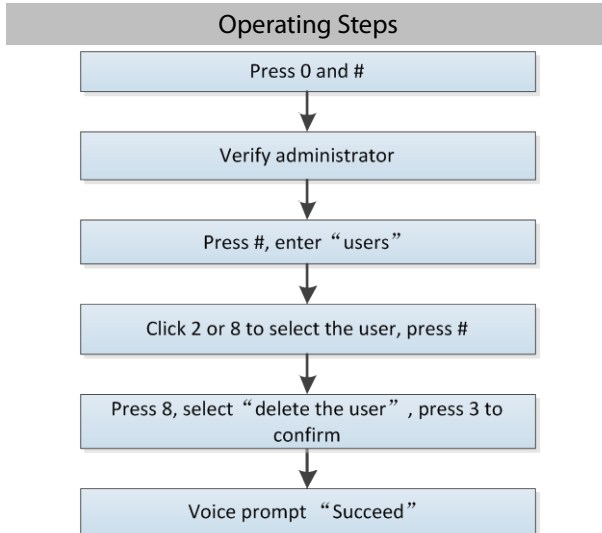 Operating Steps
Press 0 and #
Verify administrator
Press #, enter “users”
Click 2 or 8 to select the user, press #
Press 8, select “delete the user” , press 3 to
confirm
Voice prompt “Succeed”